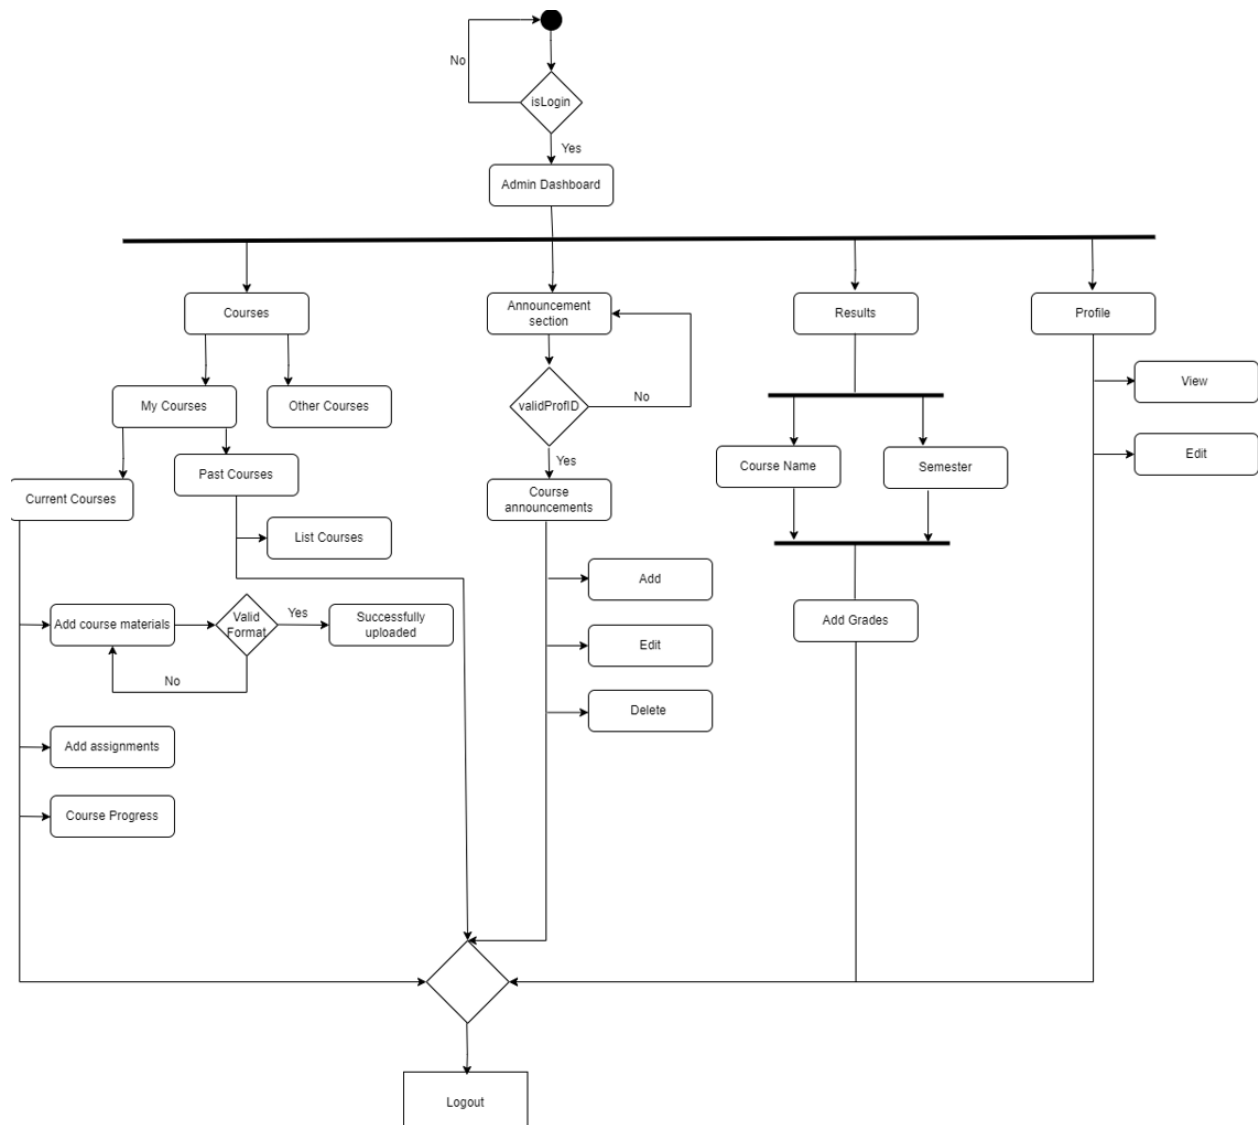 No
isLogin
Yes
Admin Dashboard
Courses
Announcement
section
Results
Profile
My Courses
Other Courses
validProfID
No
View
Yes
Edit
Current Courses
Past Courses
List Courses
Course
announcements
Course Name
Semester
Add course materials
Valid
Format
Yes
Successfully
uploaded
No
Add
Edit
Delete
Add Grades
Add assignments
Course Progress
Logout